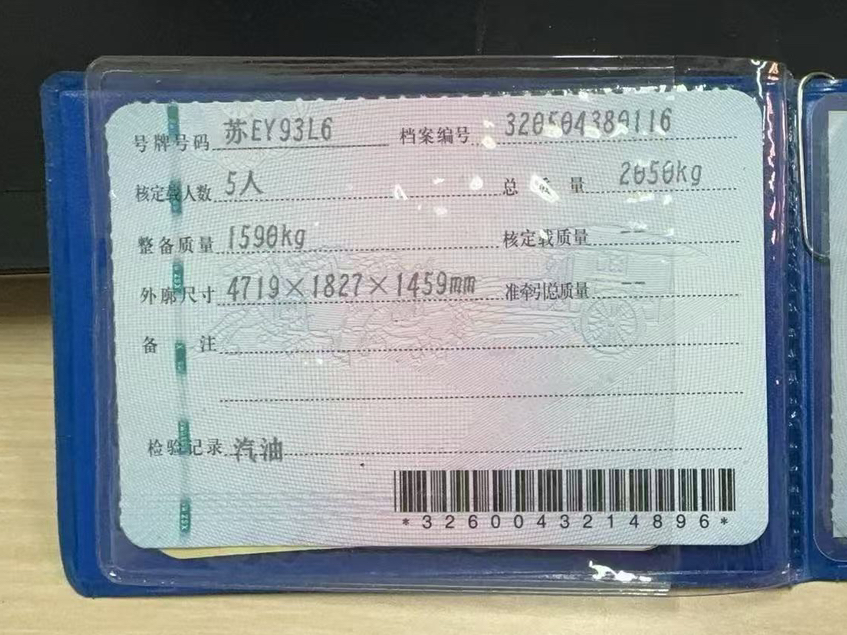 号牌号码 苏EY93L6 档案编号 320504380116
核定载人数 5人 总质量 2050kg
整备质量 1590kg 核定载质量 --
外廓尺寸 4719×1827×1459mm 准牵引总质量 --
备注
检验记录 汽油
*3260043214896*